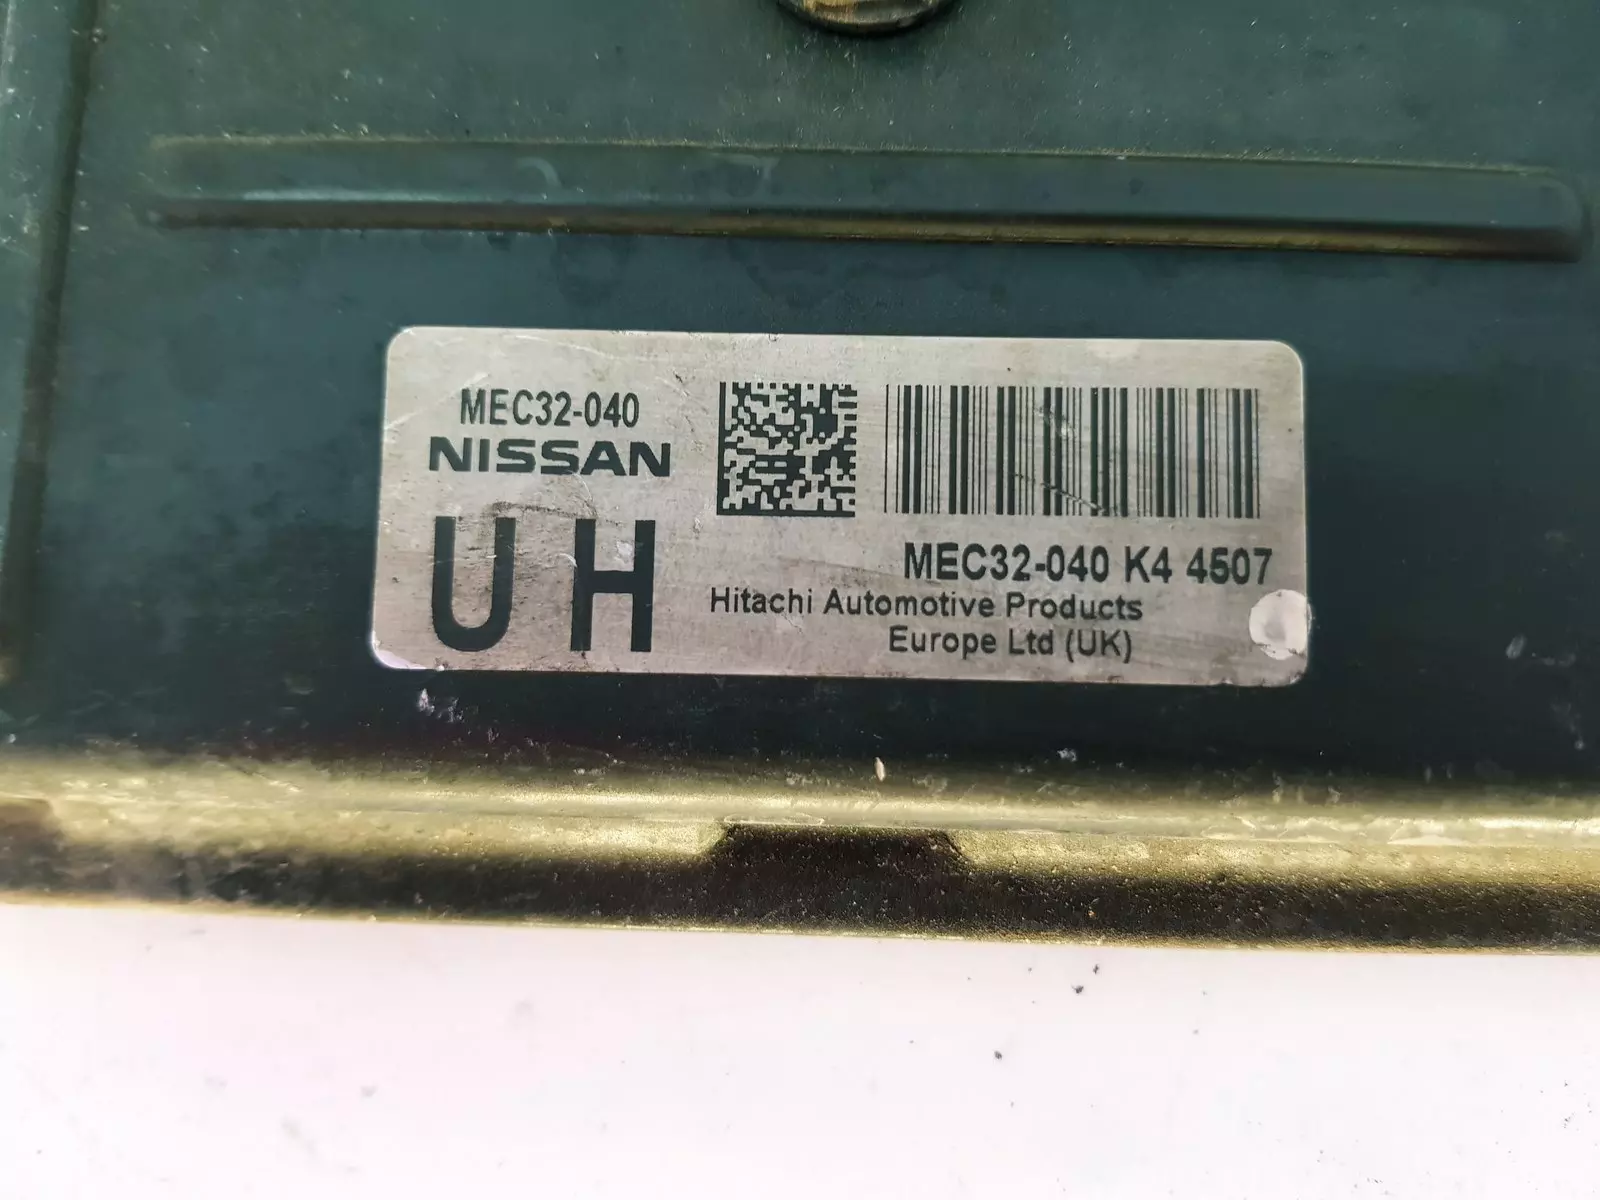 MEC32-040
NISSAN
UH
MEC32-040 K4 4507
Hitachi Automotive Products
Europe Ltd (UK)